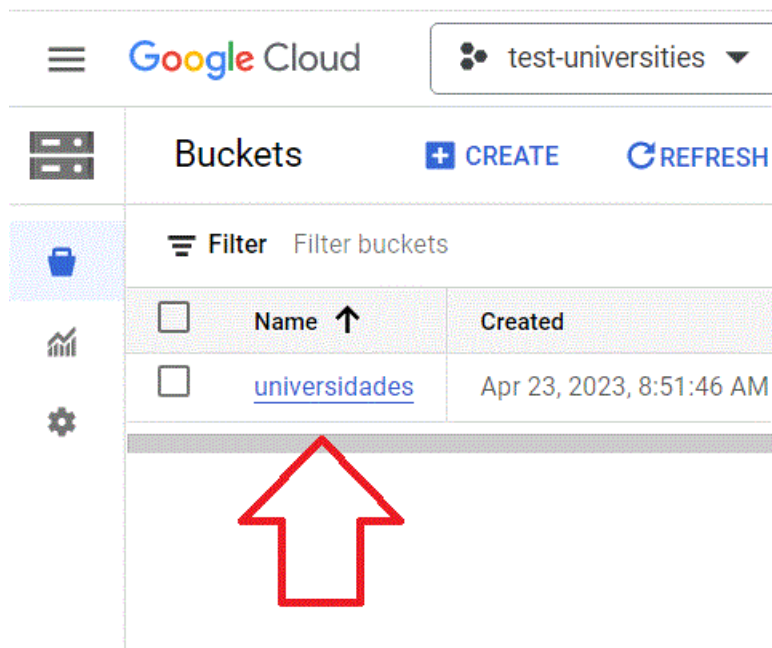 Google Cloud test-universities
Buckets CREATE REFRESH
Filter Filter buckets
Name Created
universidades Apr 23, 2023, 8:51:46 AM